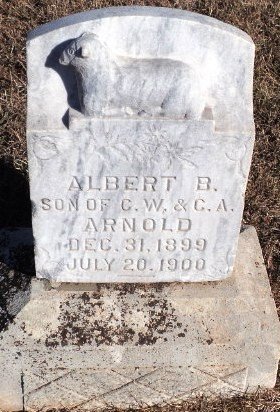 ALBERT B.
SON OF C. W. & C. A.
ARNOLD
DEC. 31, 1899
JULY 20, 1900